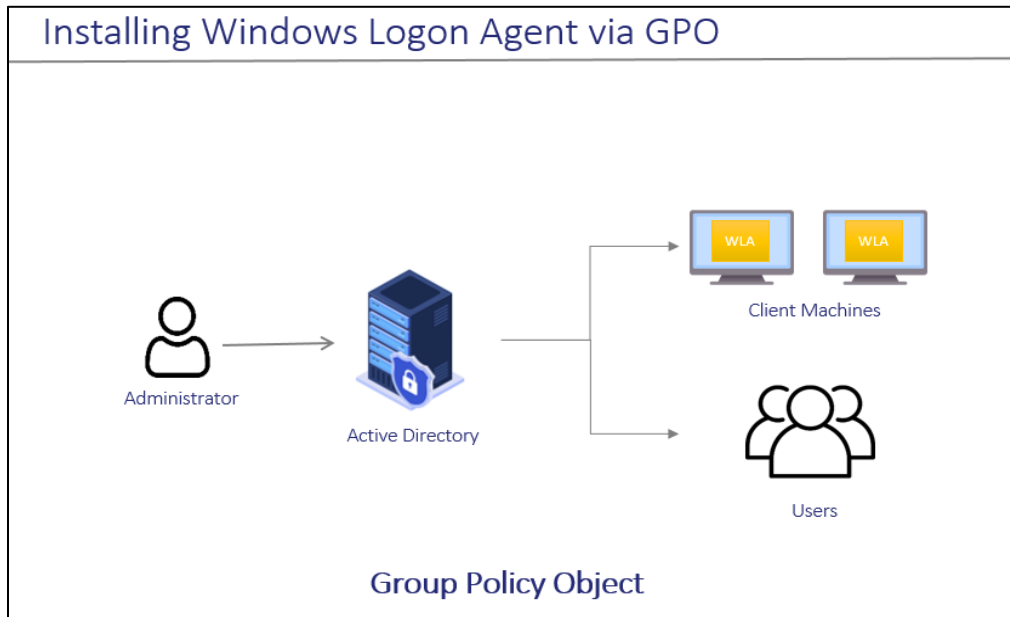 Installing Windows Logon Agent via GPO
WLA
WLA
Client Machines
Administrator
Active Directory
Users
Group Policy Object